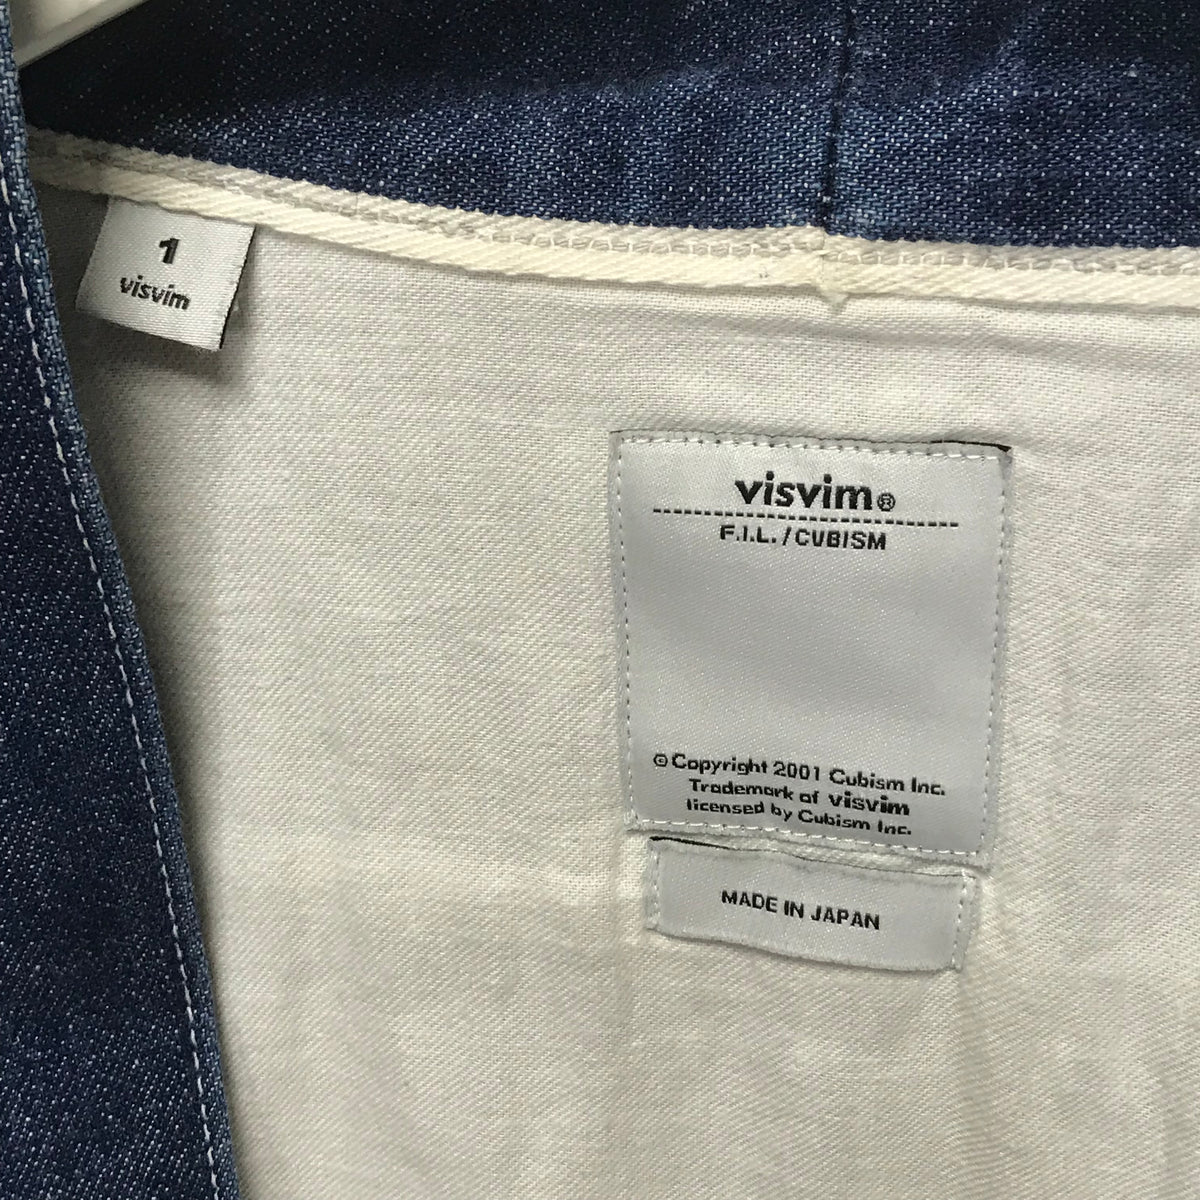 1
visvim
visvim®
F.I.L./CUBISM
© Copyright 2001 Cubism Inc.
Trademark of visvim
licensed by Cubism Inc.
MADE IN JAPAN